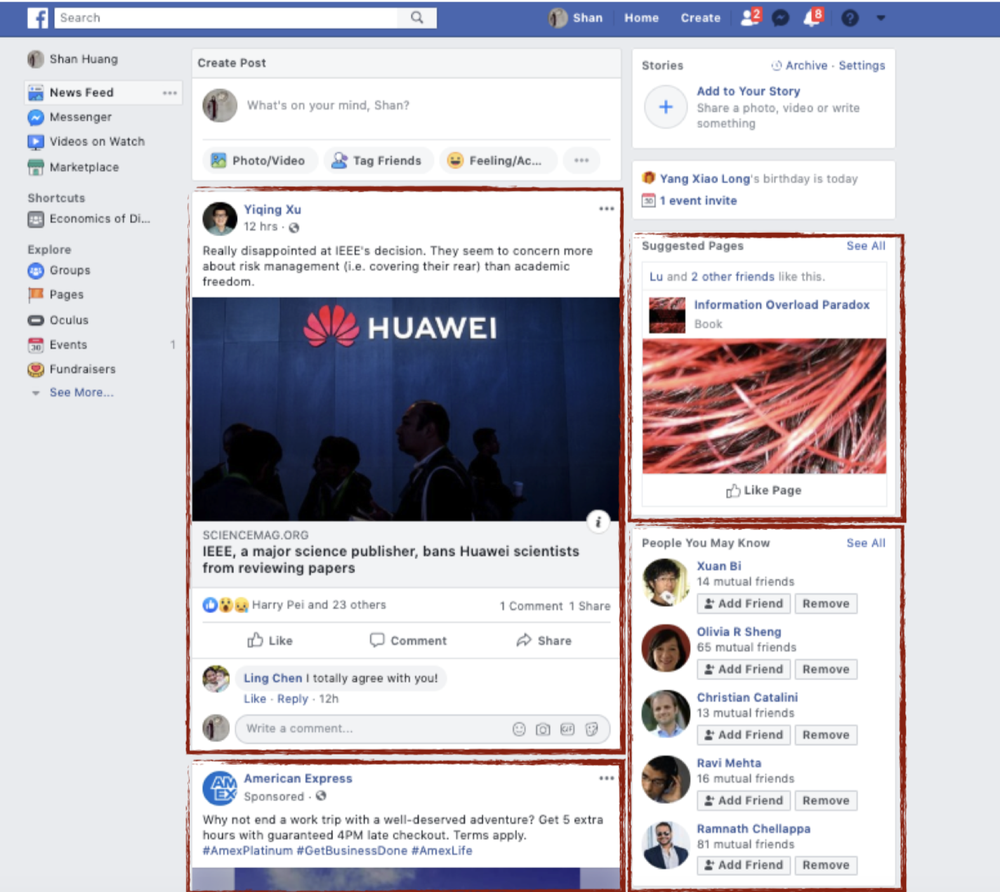 Search
Shan
Home
Create
2
8
Shan Huang
News Feed
Messenger
Videos on Watch
Marketplace
Shortcuts
Economics of Di...
Explore
Groups
Pages
Oculus
Events 1
Fundraisers
See More...
Create Post
What's on your mind, Shan?
Photo/Video
Tag Friends
Feeling/Ac...
Yiqing Xu
12 hrs ·
Really disappointed at IEEE's decision. They seem to concern more
about risk management (i.e. covering their rear) than academic
freedom.
HUAWEI
SCIENCEMAG.ORG
IEEE, a major science publisher, bans Huawei scientists
from reviewing papers
Harry Pei and 23 others
1 Comment 1 Share
Like
Comment
Share
Ling Chen I totally agree with you!
Like · Reply · 12h
Write a comment...
GIF
AM
EX
American Express
Sponsored ·
Why not end a work trip with a well-deserved adventure? Get 5 extra
hours with guaranteed 4PM late checkout. Terms apply.
#AmexPlatinum #GetBusinessDone #AmexLife
Stories
Archive · Settings
Add to Your Story
Share a photo, video or write
something
Yang Xiao Long's birthday is today
30
1 event invite
Suggested Pages
See All
Lu and 2 other friends like this.
Information Overload Paradox
Book
Like Page
People You May Know
See All
Xuan Bi
14 mutual friends
Add Friend Remove
Olivia R Sheng
65 mutual friends
Add Friend Remove
Christian Catalini
13 mutual friends
Add Friend Remove
Ravi Mehta
16 mutual friends
Add Friend Remove
Ramnath Chellappa
81 mutual friends
Add Friend Remove